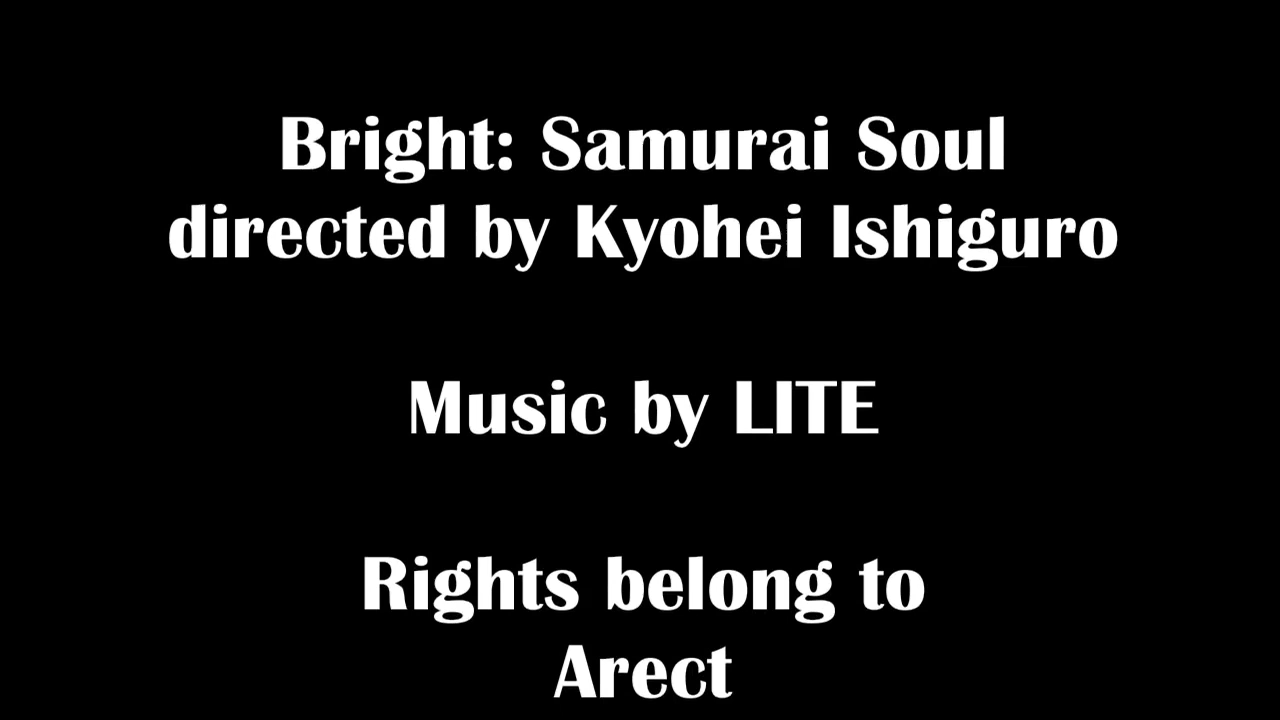 Bright: Samurai Soul
directed by Kyohei Ishiguro
Music by LITE
Rights belong to
Arect